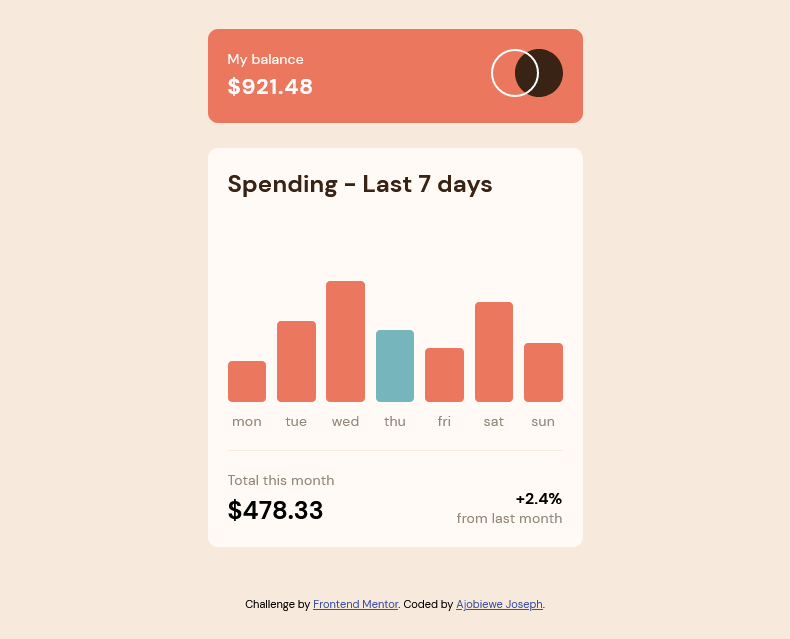 My balance
$921.48
Spending - Last 7 days
mon tue wed thu fri sat sun
Total this month
$478.33
+2.4%
from last month
Challenge by Frontend Mentor. Coded by Ajobiewe Joseph.